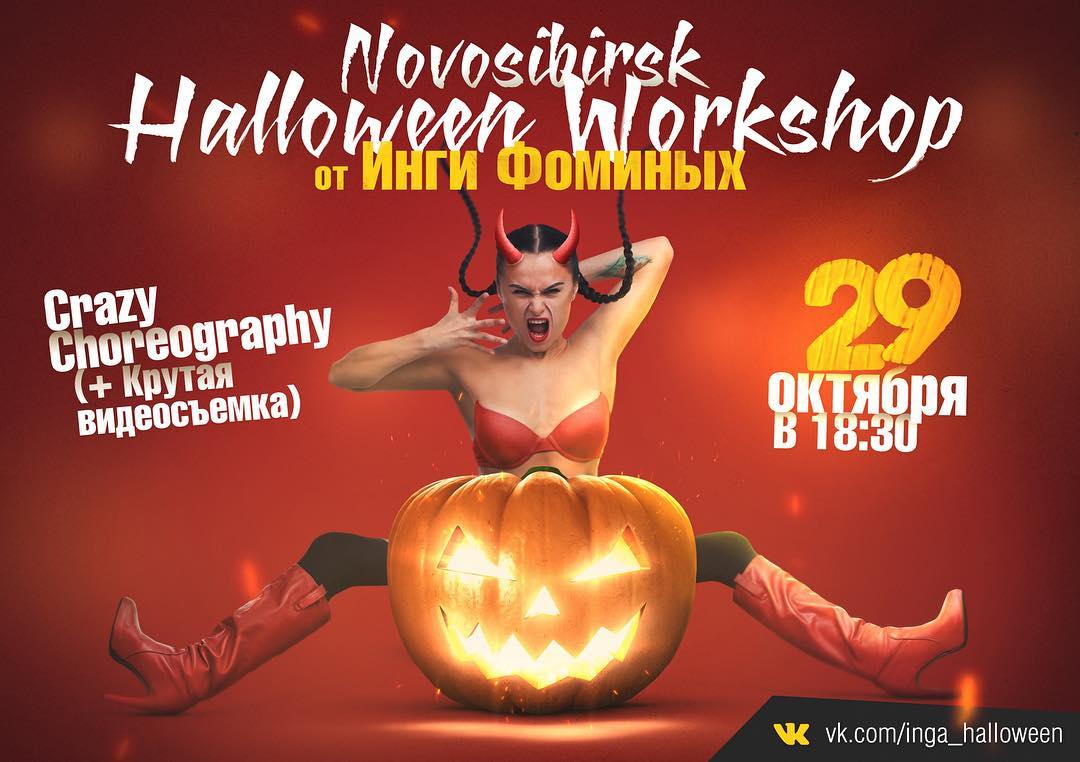 Novosibirsk
Halloween Workshop
от Инги Фоминых
Crazy
Choreography
(+ Крутая
видеосъемка)
29
октября
в 18:30
vk.com/inga_halloween